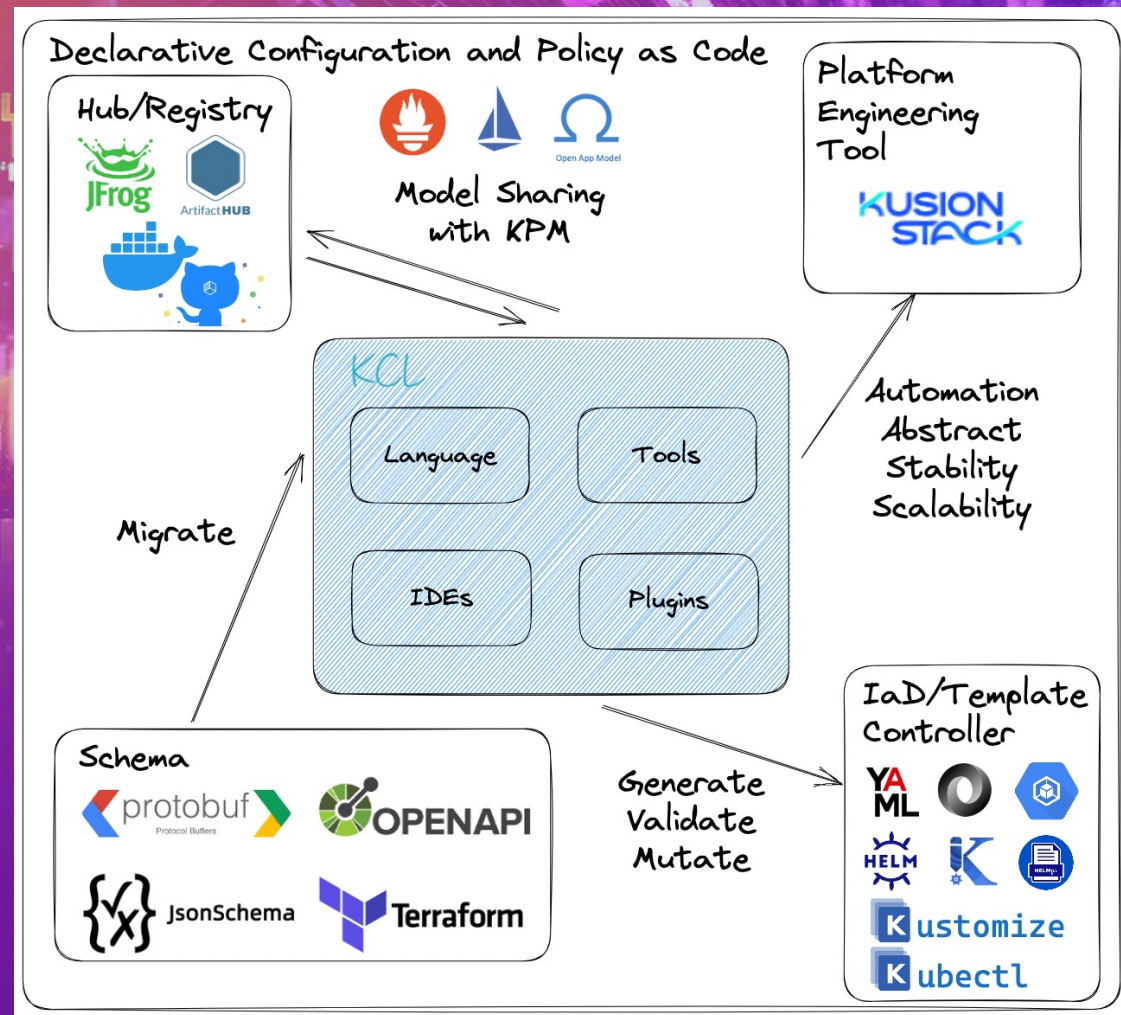 Declarative Configuration and Policy as Code
Hub/Registry
JFrog
ArtifactHUB
Open App Model
Model Sharing
with KPM
Platform
Engineering
Tool
KUSION
STACK
KCL
Language
Tools
IDEs
Plugins
Migrate
Automation
Abstract
Stability
Scalability
Schema
protobuf
Protocol Buffers
OPENAPI
JsonSchema
Terraform
Generate
Validate
Mutate
IaD/Template
Controller
YA
ML
HELM
K
Kustomize
Kubectl